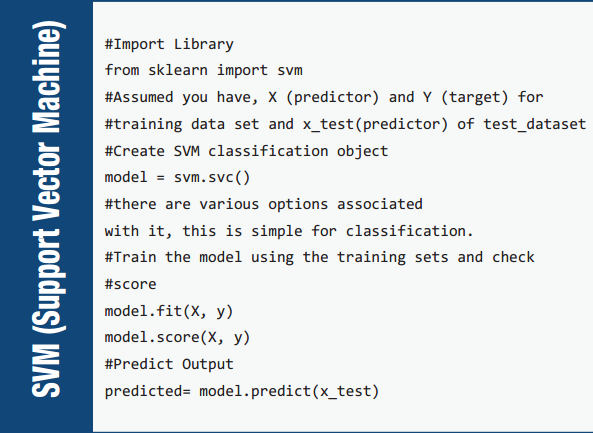 SVM (Support Vector Machine)
#Import Library
from sklearn import svm
#Assumed you have, X (predictor) and Y (target) for
#training data set and x_test(predictor) of test_dataset
#Create SVM classification object
model = svm.svc()
#there are various options associated
with it, this is simple for classification.
#Train the model using the training sets and check
#score
model.fit(X, y)
model.score(X, y)
#Predict Output
predicted= model.predict(x_test)